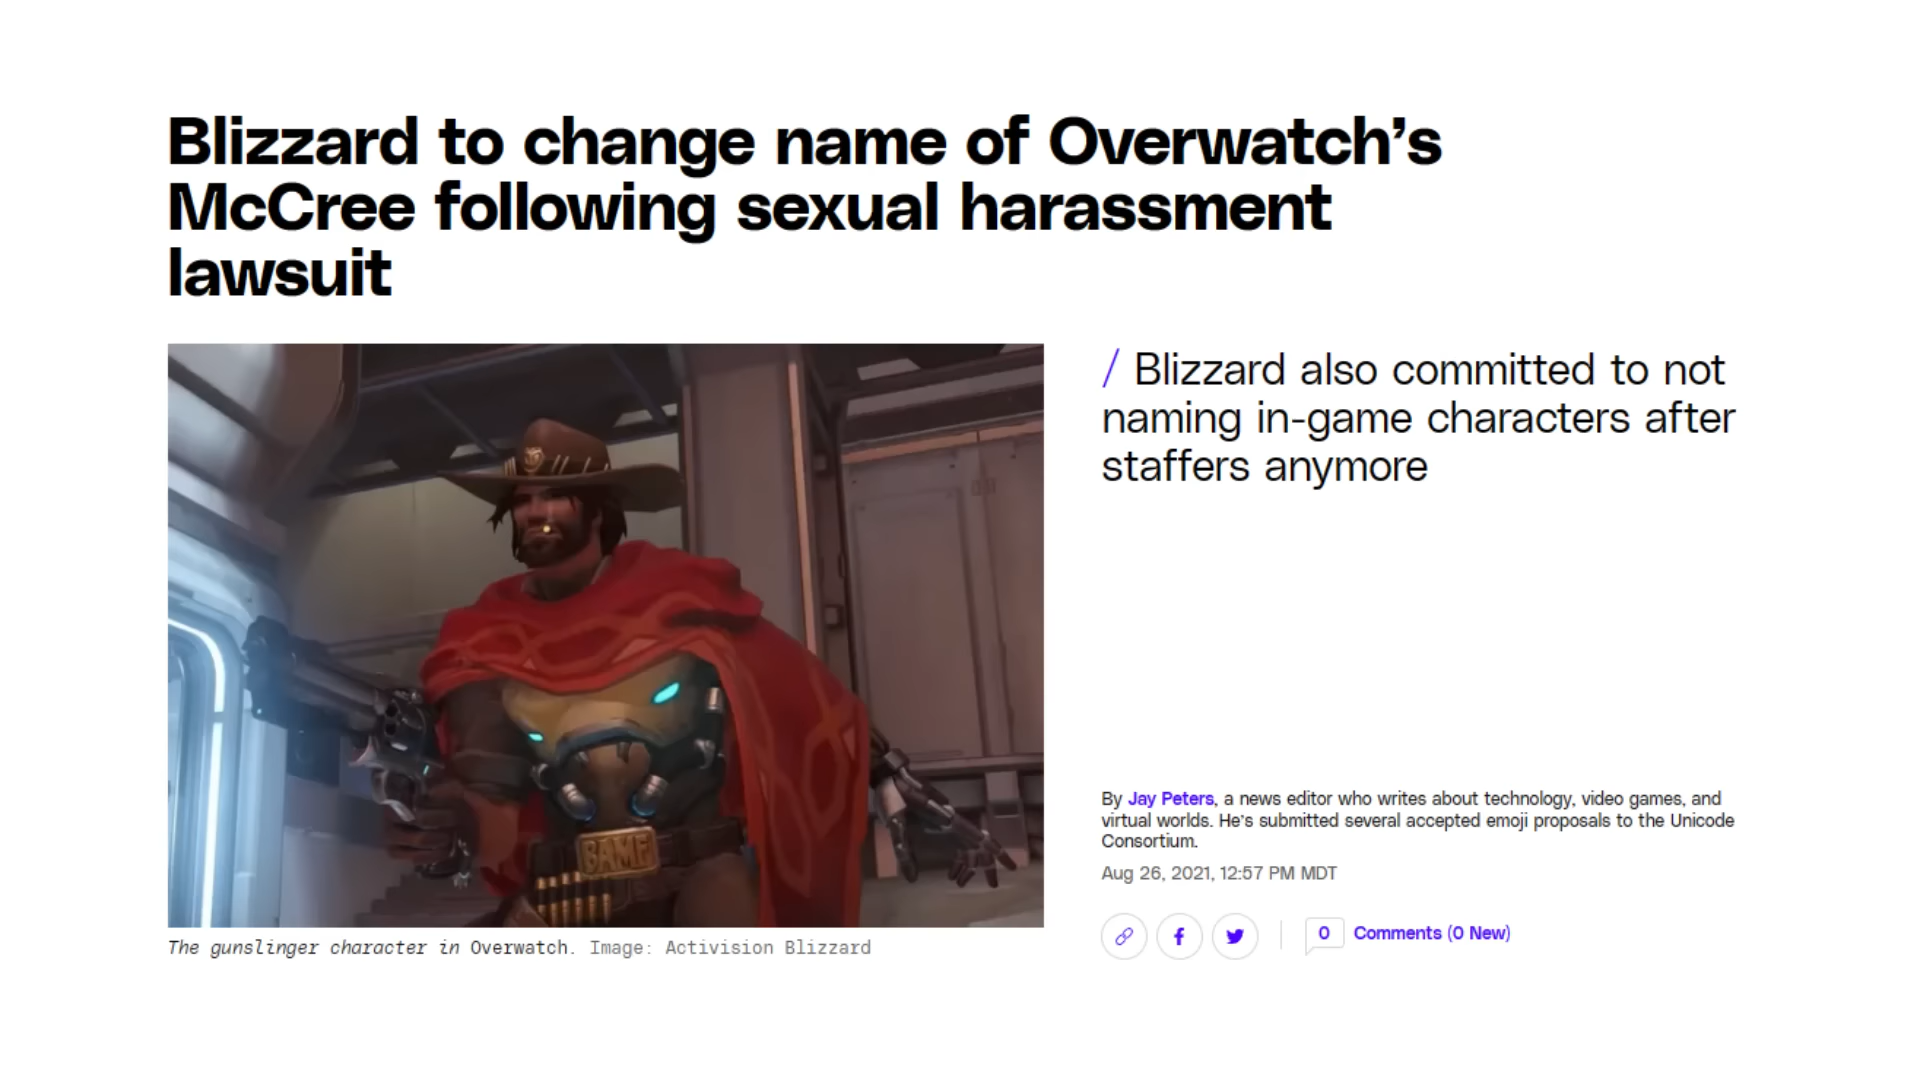 Blizzard to change name of Overwatch’s
McCree following sexual harassment
lawsuit
/ Blizzard also committed to not
naming in-game characters after
staffers anymore
BAMF
The gunslinger character in Overwatch. Image: Activision Blizzard
By Jay Peters, a news editor who writes about technology, video games, and
virtual worlds. He’s submitted several accepted emoji proposals to the Unicode
Consortium.
Aug 26, 2021, 12:57 PM MDT
0 Comments (0 New)